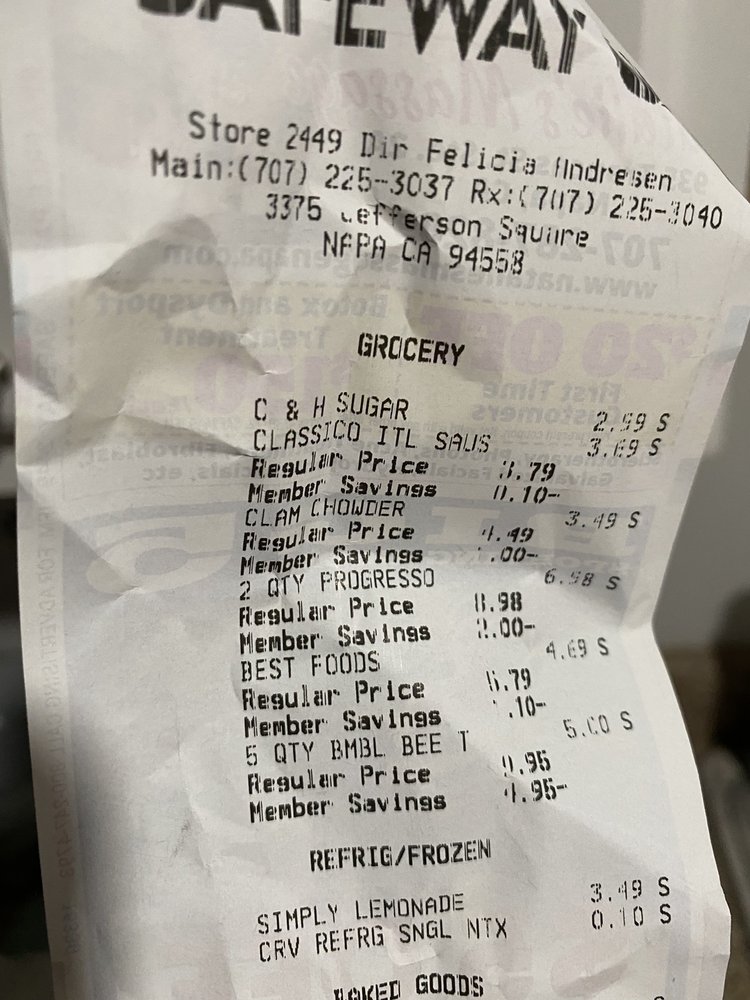 SAFEWAY
Store 2449 Dir Felicia Andresen
Main:(707) 225-3037 Rx:(707) 225-3040
3375 Jefferson Square
NAPA CA 94558
GROCERY
C & H SUGAR 2.99 S
CLASSICO ITL SAUS 3.69 S
Regular Price 3.79
Member Savings 0.10-
CLAM CHOWDER 3.49 S
Regular Price 4.49
Member Savings 1.00-
2 QTY PROGRESSO 6.98 S
Regular Price 8.98
Member Savings 2.00-
BEST FOODS 4.69 S
Regular Price 5.79
Member Savings 1.10-
5 QTY BMBL BEE T 5.00 S
Regular Price 9.95
Member Savings 4.95-
REFRIG/FROZEN
SIMPLY LEMONADE 3.49 S
CRV REFRG SNGL NTX 0.10 S
BAKED GOODS